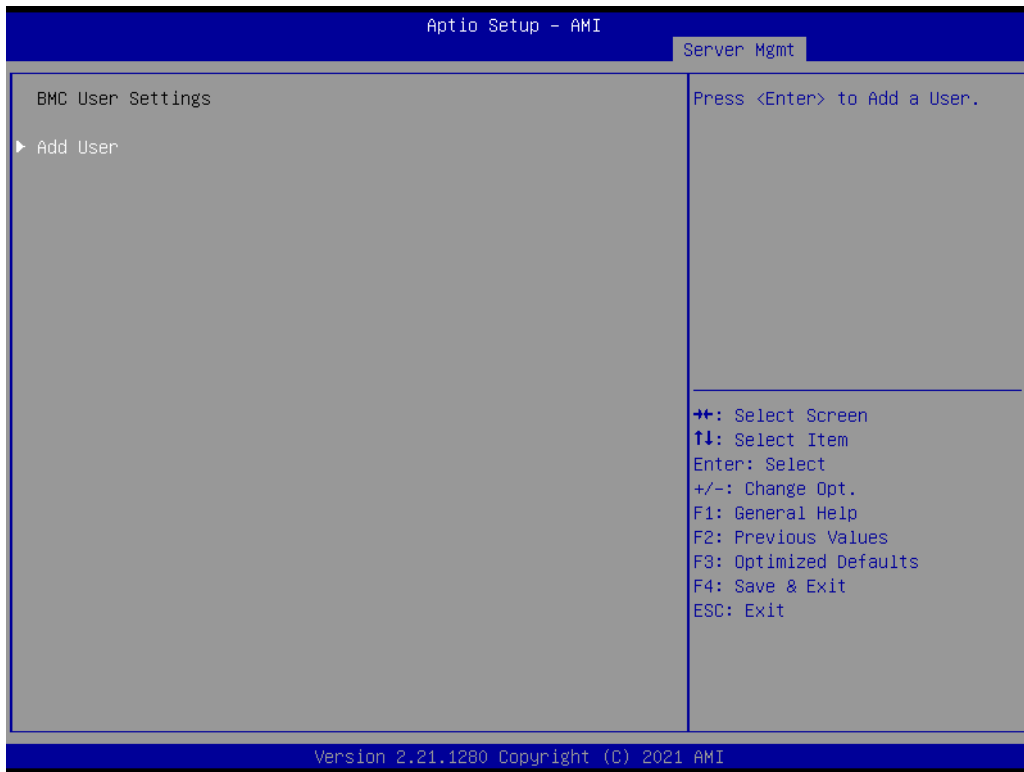 Aptio Setup – AMI
Server Mgmt
BMC User Settings
▶ Add User
Press <Enter> to Add a User.
→←: Select Screen
↑↓: Select Item
Enter: Select
+/-: Change Opt.
F1: General Help
F2: Previous Values
F3: Optimized Defaults
F4: Save & Exit
ESC: Exit
Version 2.21.1280 Copyright (C) 2021 AMI